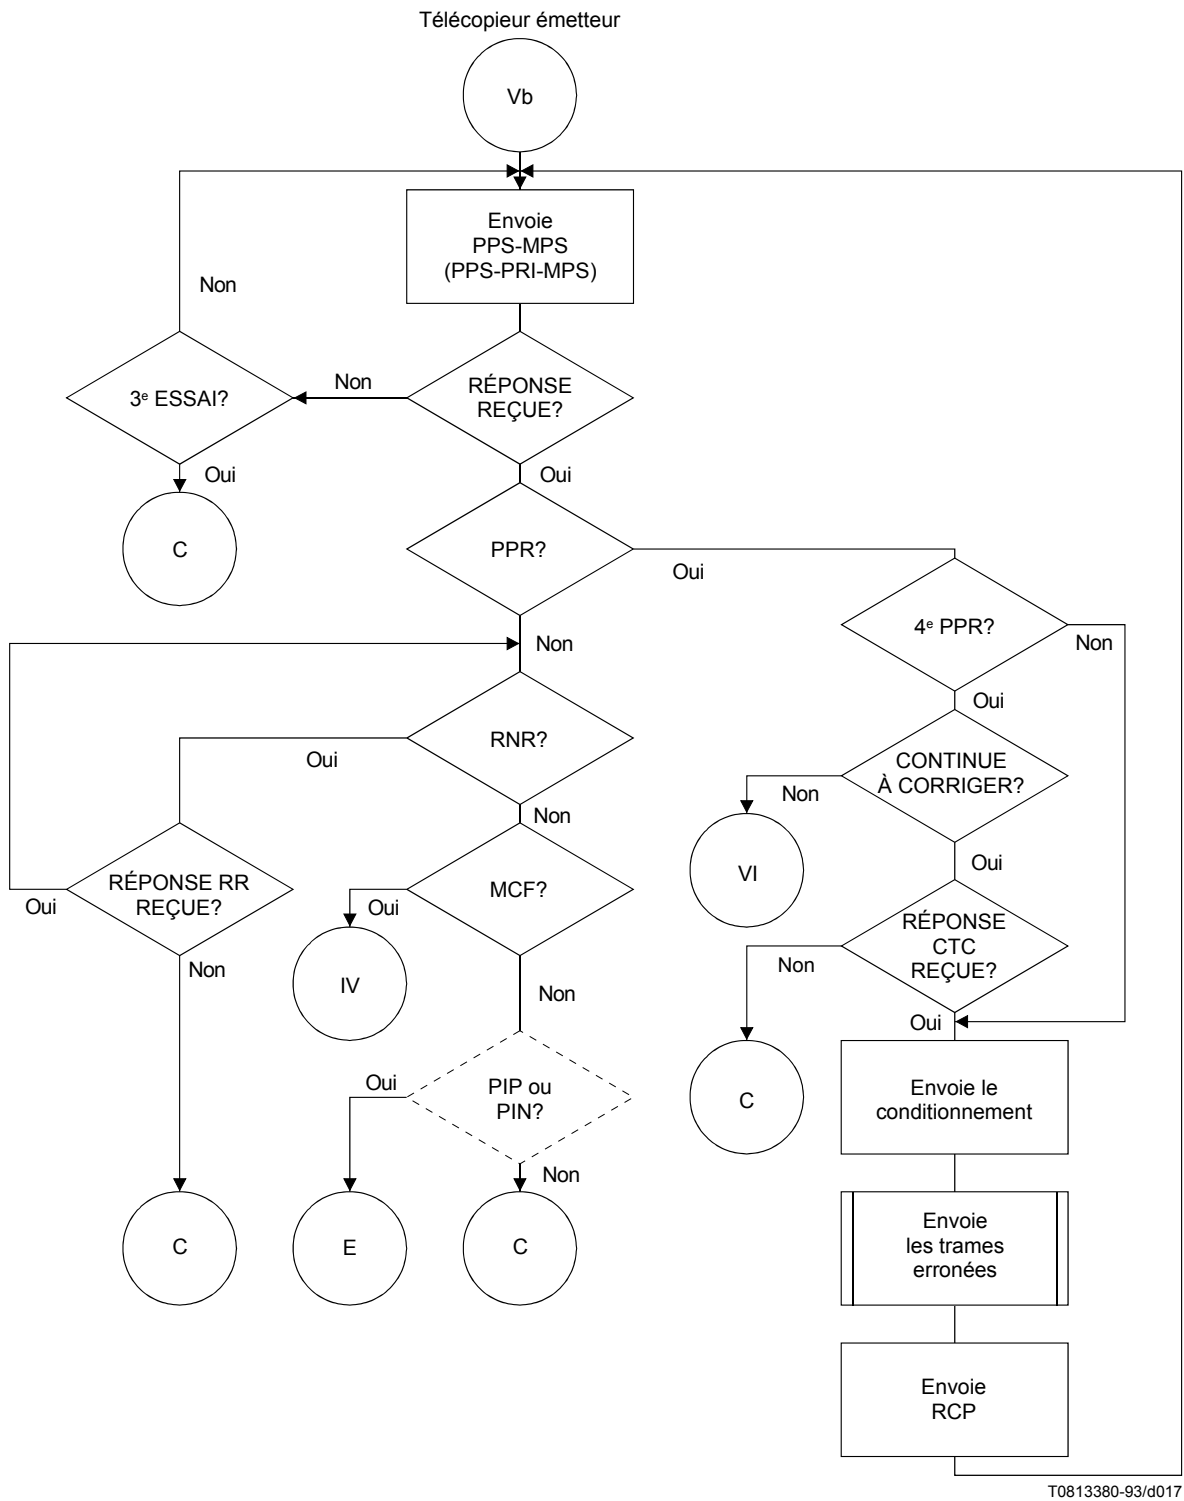 Télécopieur émetteur
Vb
Envoie
PPS-MPS
(PPS-PRI-MPS)
Non
3e ESSAI?
Non
RÉPONSE
REÇUE?
Oui
Oui
C
PPR?
Oui
4e PPR?
Non
Non
Oui
RNR?
Oui
CONTINUE
À CORRIGER?
Non
Non
Oui
VI
RÉPONSE RR
REÇUE?
Oui
MCF?
Oui
Non
IV
Non
RÉPONSE
CTC
REÇUE?
Non
Oui
PIP ou
PIN?
Oui
Non
C
Envoie le
conditionnement
C
E
C
Envoie
les trames
erronées
Envoie
RCP
T0813380-93/d017